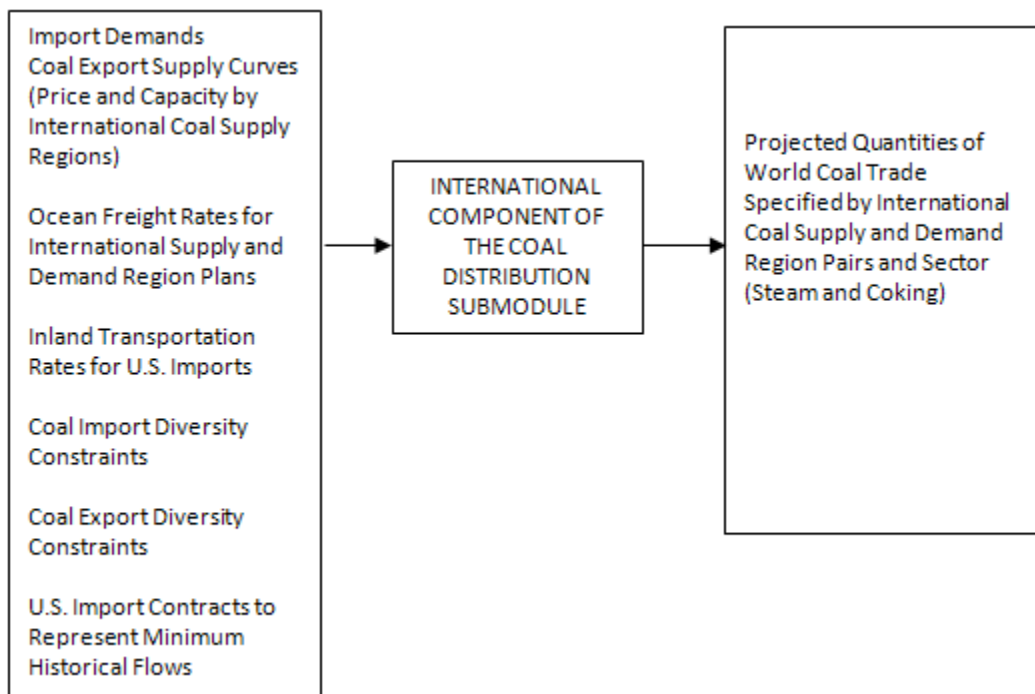 Import Demands
Coal Export Supply Curves
(Price and Capacity by
International Coal Supply
Regions)
Ocean Freight Rates for
International Supply and
Demand Region Plans
Inland Transportation
Rates for U.S. Imports
Coal Import Diversity
Constraints
Coal Export Diversity
Constraints
U.S. Import Contracts to
Represent Minimum
Historical Flows
INTERNATIONAL
COMPONENT OF
THE COAL
DISTRIBUTION
SUBMODULE
Projected Quantities of
World Coal Trade
Specified by International
Coal Supply and Demand
Region Pairs and Sector
(Steam and Coking)